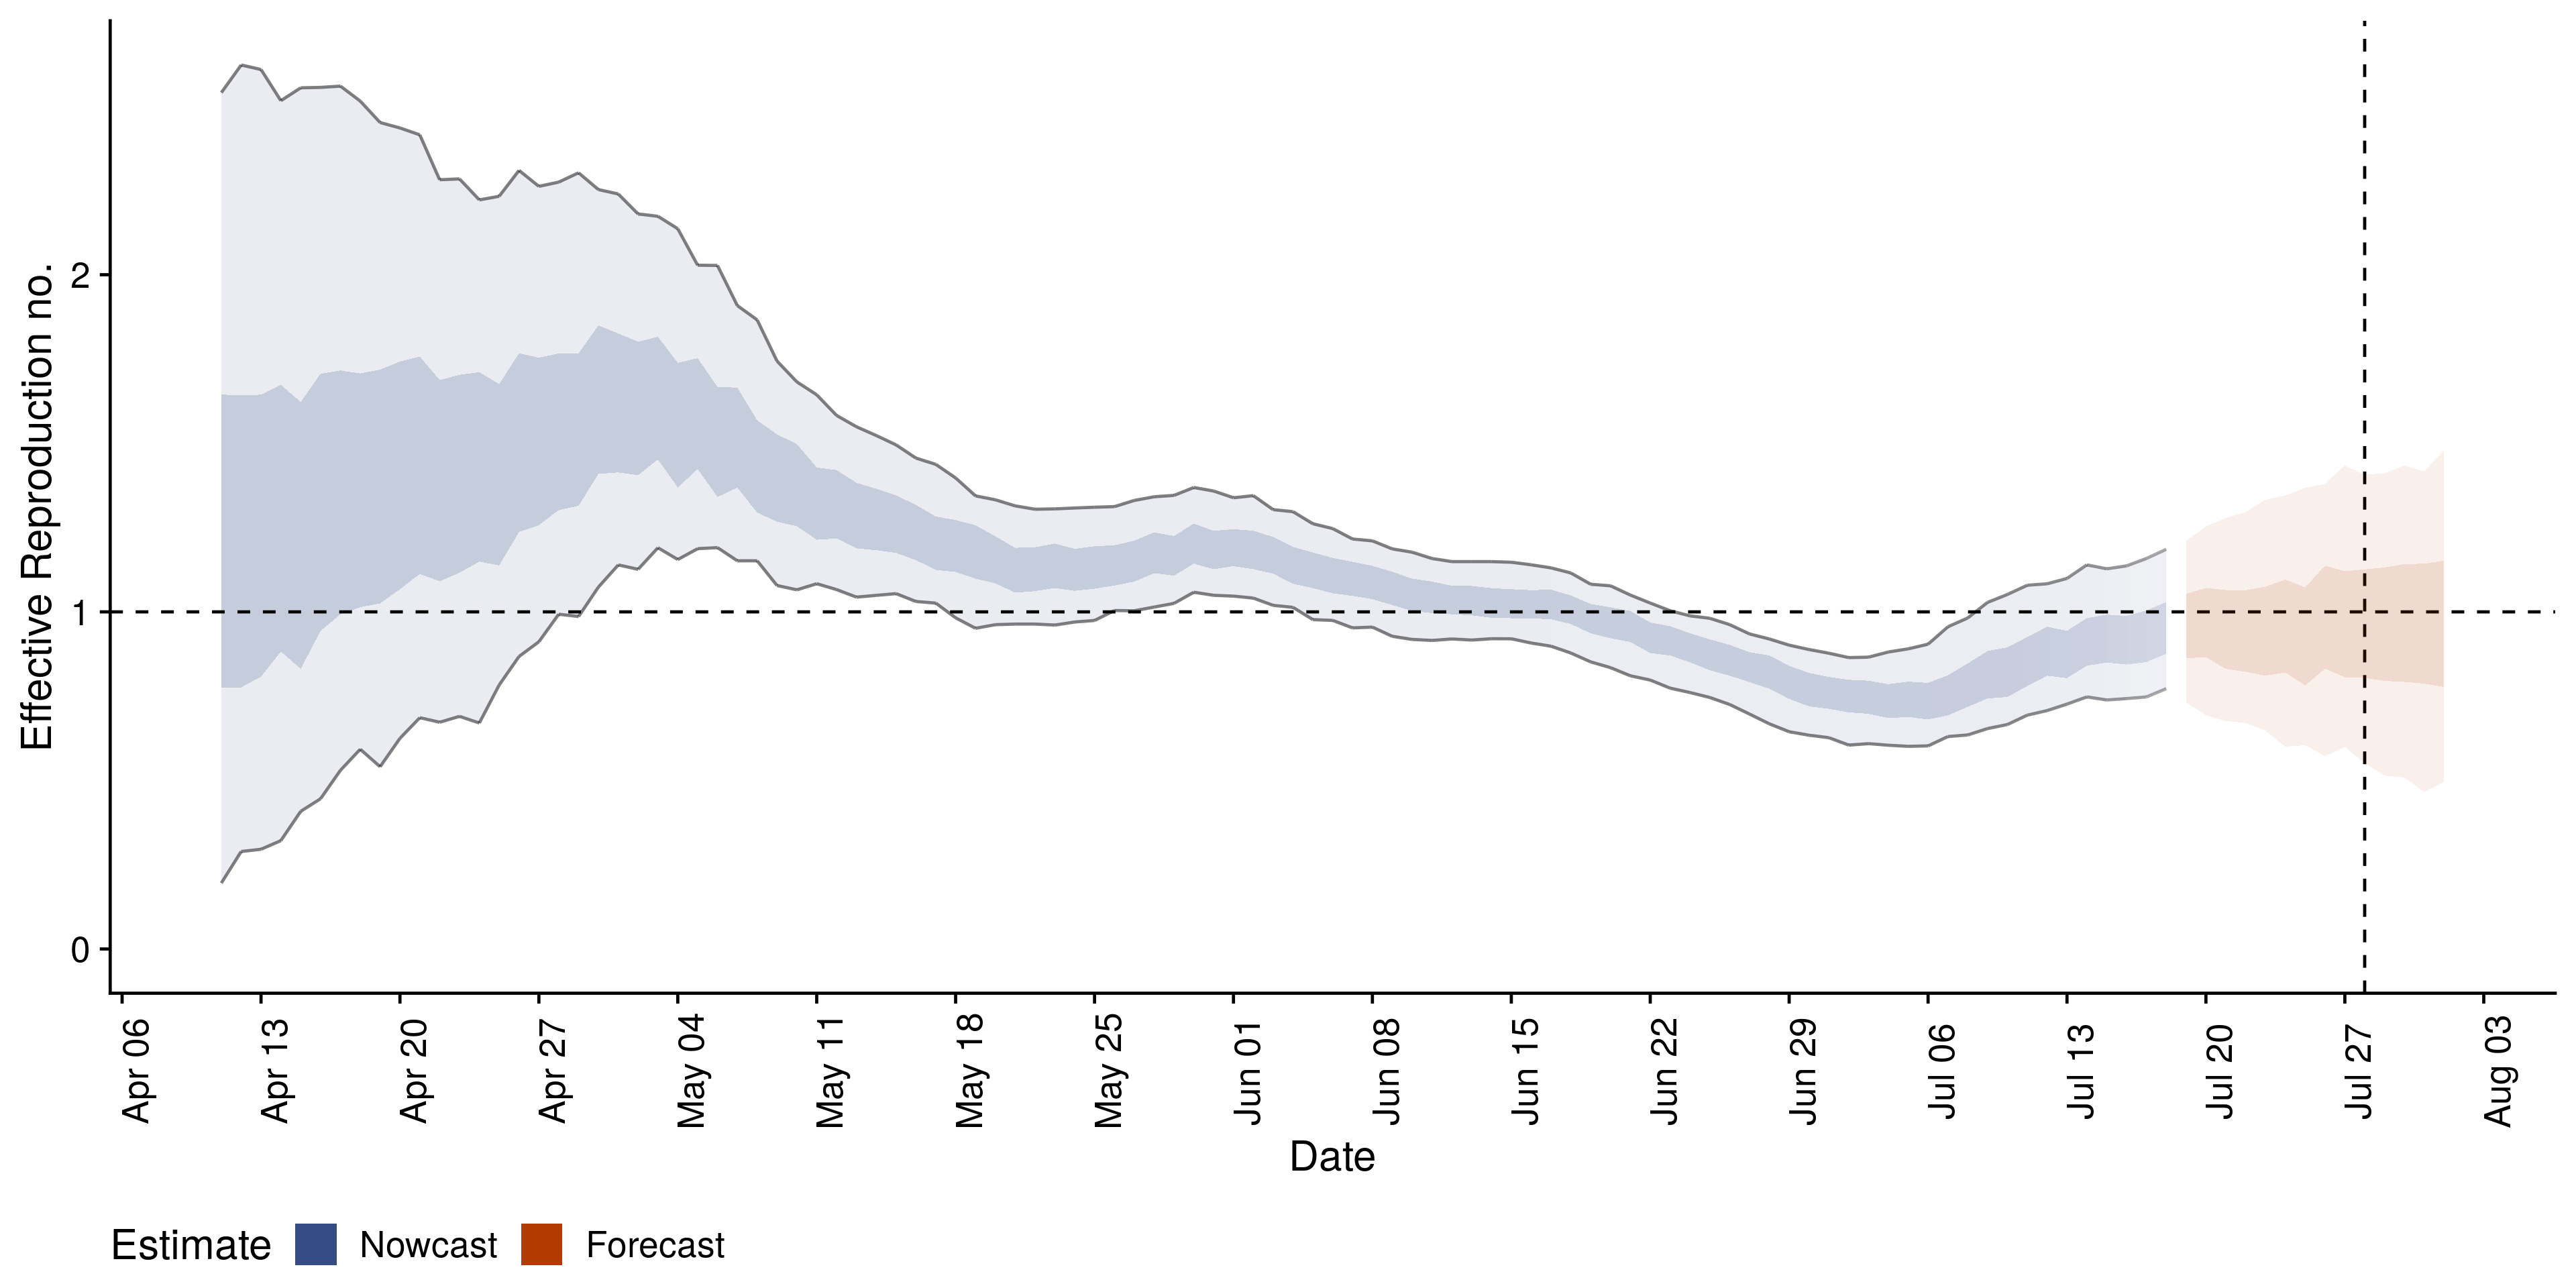 Effective Reproduction no.
2
1
0
Apr 06
Apr 13
Apr 20
Apr 27
May 04
May 11
May 18
May 25
Jun 01
Jun 08
Jun 15
Jun 22
Jun 29
Jul 06
Jul 13
Jul 20
Jul 27
Aug 03
Date
Estimate Nowcast Forecast